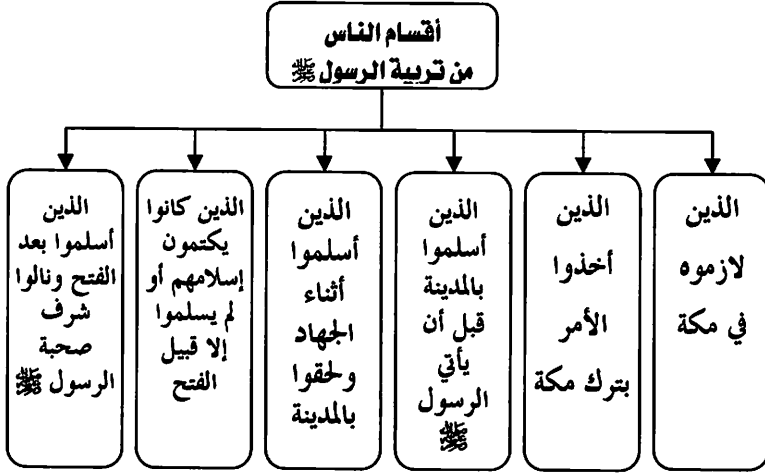 أقسام الناس
من تربية الرسول ﷺ
الذين
لازموه
في مكة
الذين
أخذوا
الأمر
بترك مكة
الذين
أسلموا
بالمدينة
قبل أن
يأتي
الرسول
ﷺ
الذين
أسلموا
أثناء
الجهاد
ولحقوا
بالمدينة
الذين كانوا
يكتمون
إسلامهم أو
لم يسلموا
إلا قبيل
الفتح
الذين
أسلموا بعد
الفتح ونالوا
شرف
صحبة
الرسول ﷺ